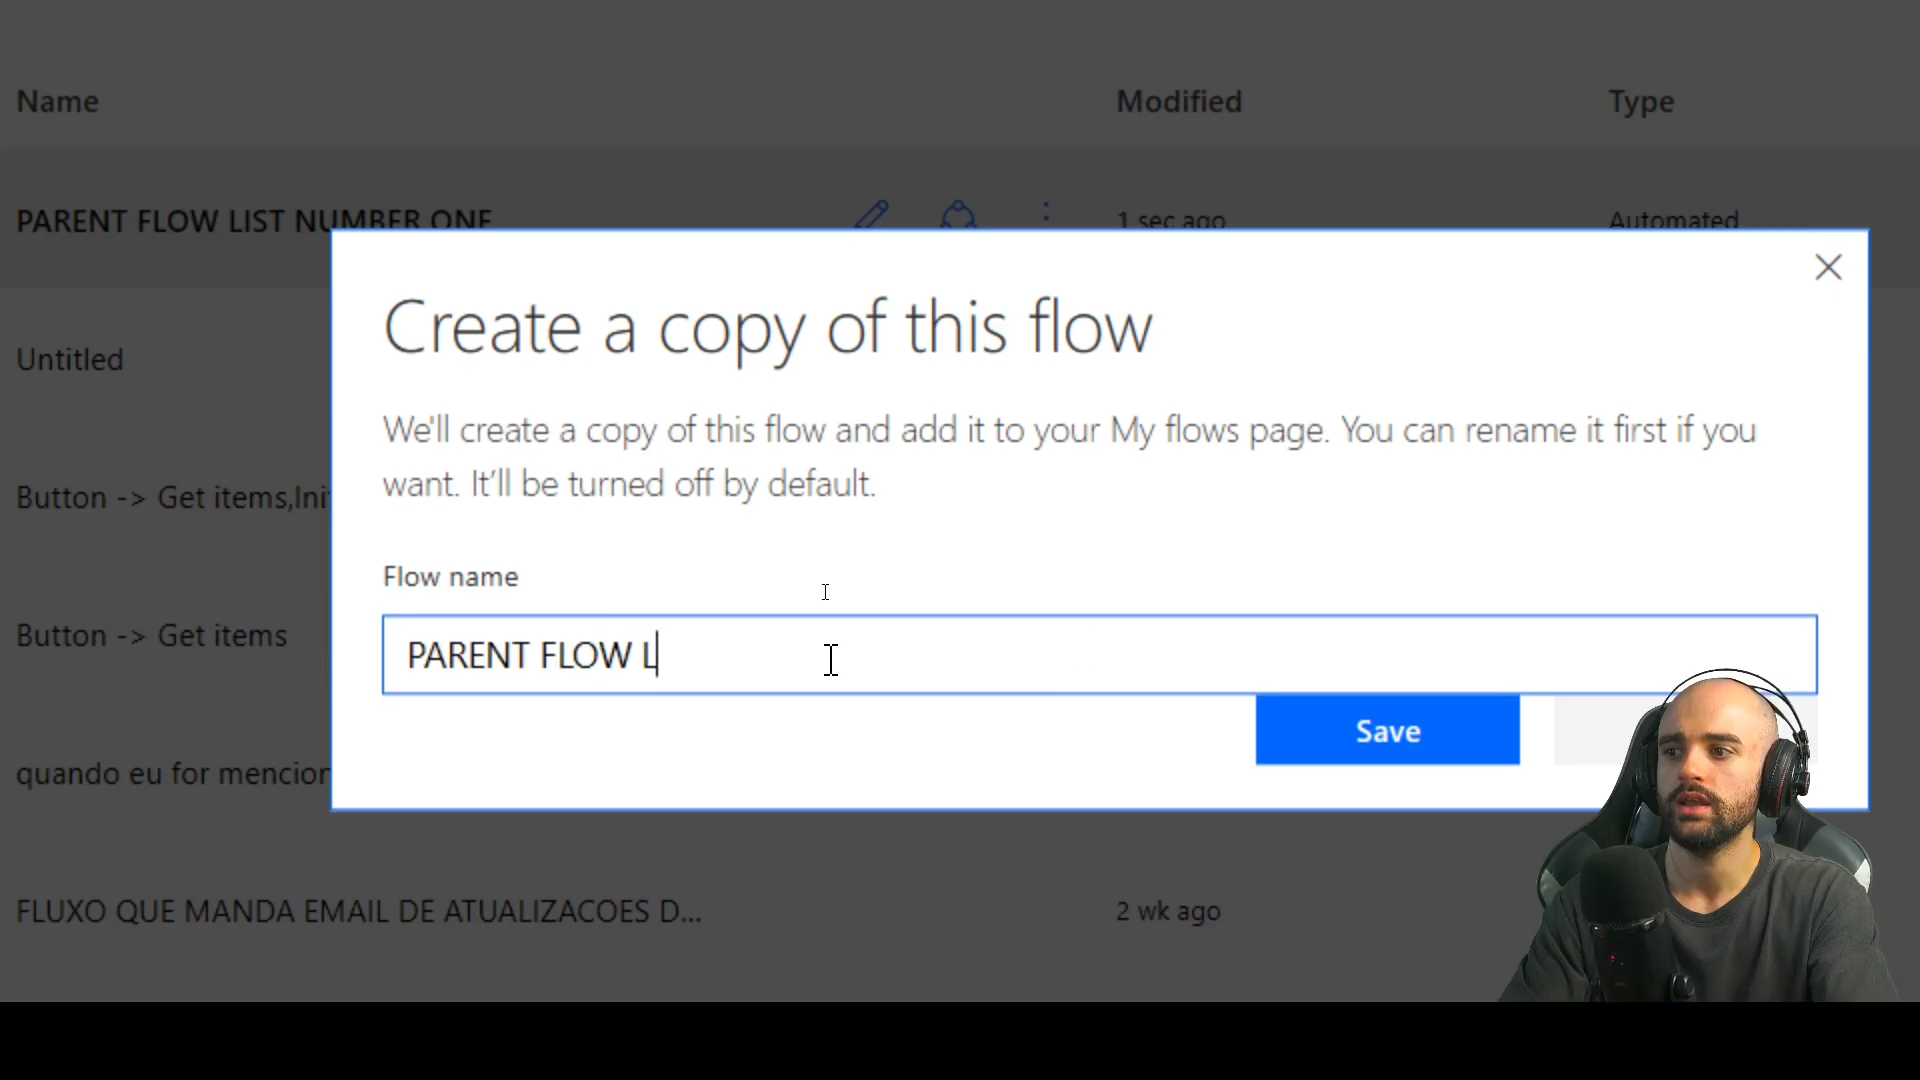 Name Modified Type
PARENT FLOW LIST NUMBER ONE 1 sec ago Automated
Create a copy of this flow
Untitled
We'll create a copy of this flow and add it to your My flows page. You can rename it first if you
want. It’ll be turned off by default.
Button -> Get items,Ini
Flow name
Button -> Get items
PARENT FLOW L
Save
quando eu for mencion
FLUXO QUE MANDA EMAIL DE ATUALIZACOES D... 2 wk ago